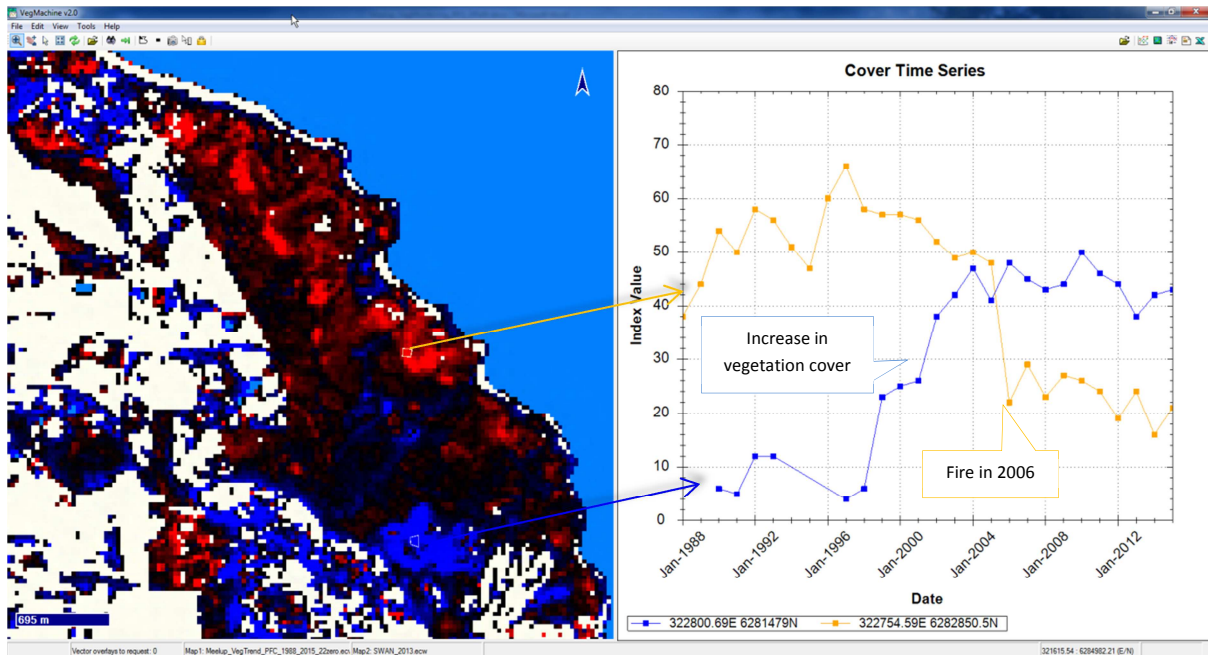 VegMachine v2.0
File Edit View Tools Help
695 m
Cover Time Series
80
70
60
50
40
30
20
10
0
Index Value
Increase in
vegetation cover
Fire in 2006
Jan-1988
Jan-1992
Jan-1996
Jan-2000
Jan-2004
Jan-2008
Jan-2012
Date
322800.69E 6281479N
322754.59E 6282850.5N
Vector overlays to request: 0
Map1: Meelup_VegTrend_PFC_1988_2015_22zero.ecw
Map2: SWAN_2013.ecw
321615.54 : 6284982.21 (E/N)